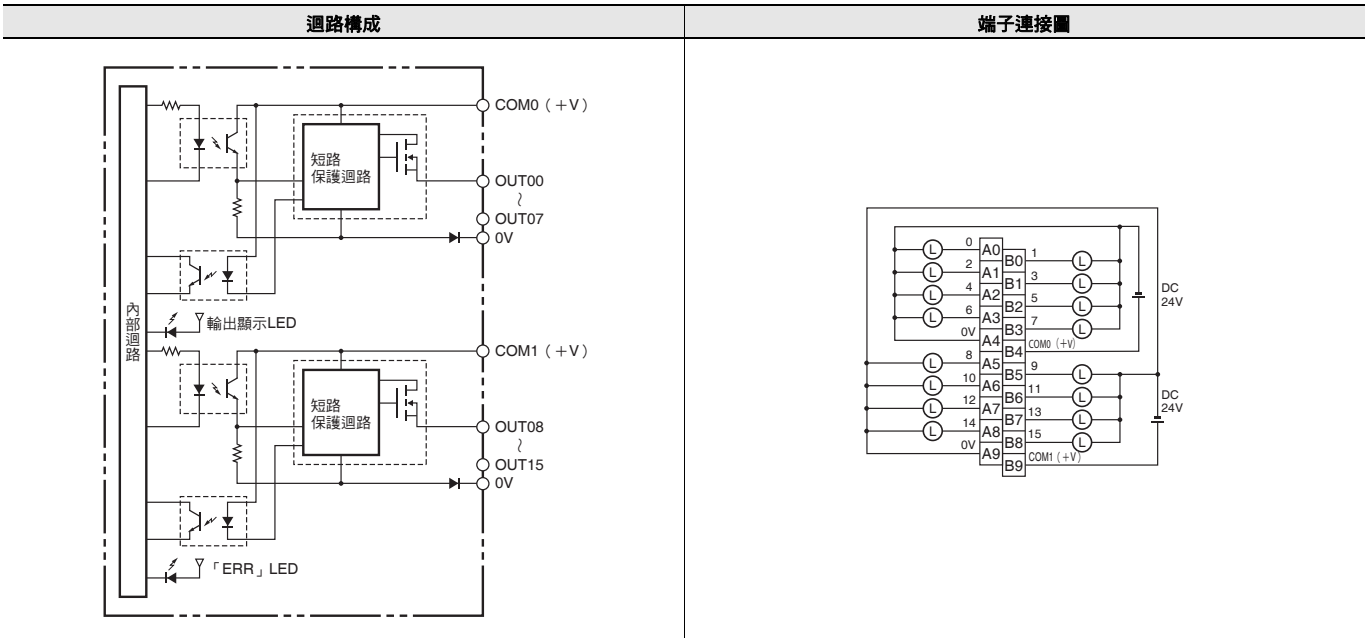 迴路構成
端子連接圖
COM0（＋V）
短路
保護迴路
OUT00
～
OUT07
0V
內部迴路
輸出顯示LED
COM1（＋V）
短路
保護迴路
OUT08
～
OUT15
0V
「ERR」LED
L 0 A0
B0 1 L
L 2 A1
B1 3 L
L 4 A2
B2 5 L
L 6 A3
B3 7 L
0V A4
B4 COM0（+V）
DC
24V
L 8 A5
B5 9 L
L 10 A6
B6 11 L
L 12 A7
B7 13 L
L 14 A8
B8 15 L
0V A9
B9 COM1（+V）
DC
24V